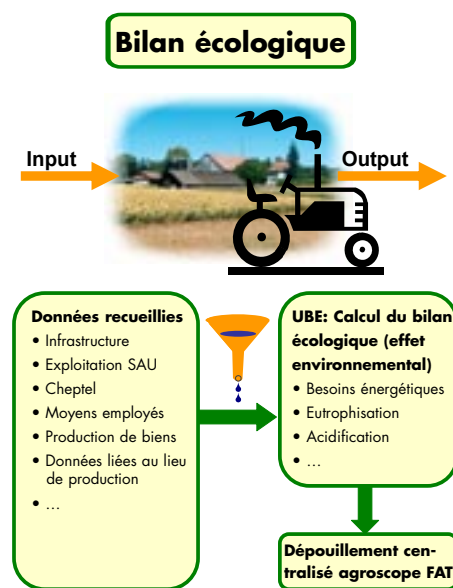 Bilan écologique
Input
Output
Données recueillies
• Infrastructure
• Exploitation SAU
• Cheptel
• Moyens employés
• Production de biens
• Données liées au lieu
de production
• ...
UBE: Calcul du bilan
écologique (effet
environnemental)
• Besoins énergétiques
• Eutrophisation
• Acidification
• ...
Dépouillement cen-
tralisé agroscope FAT